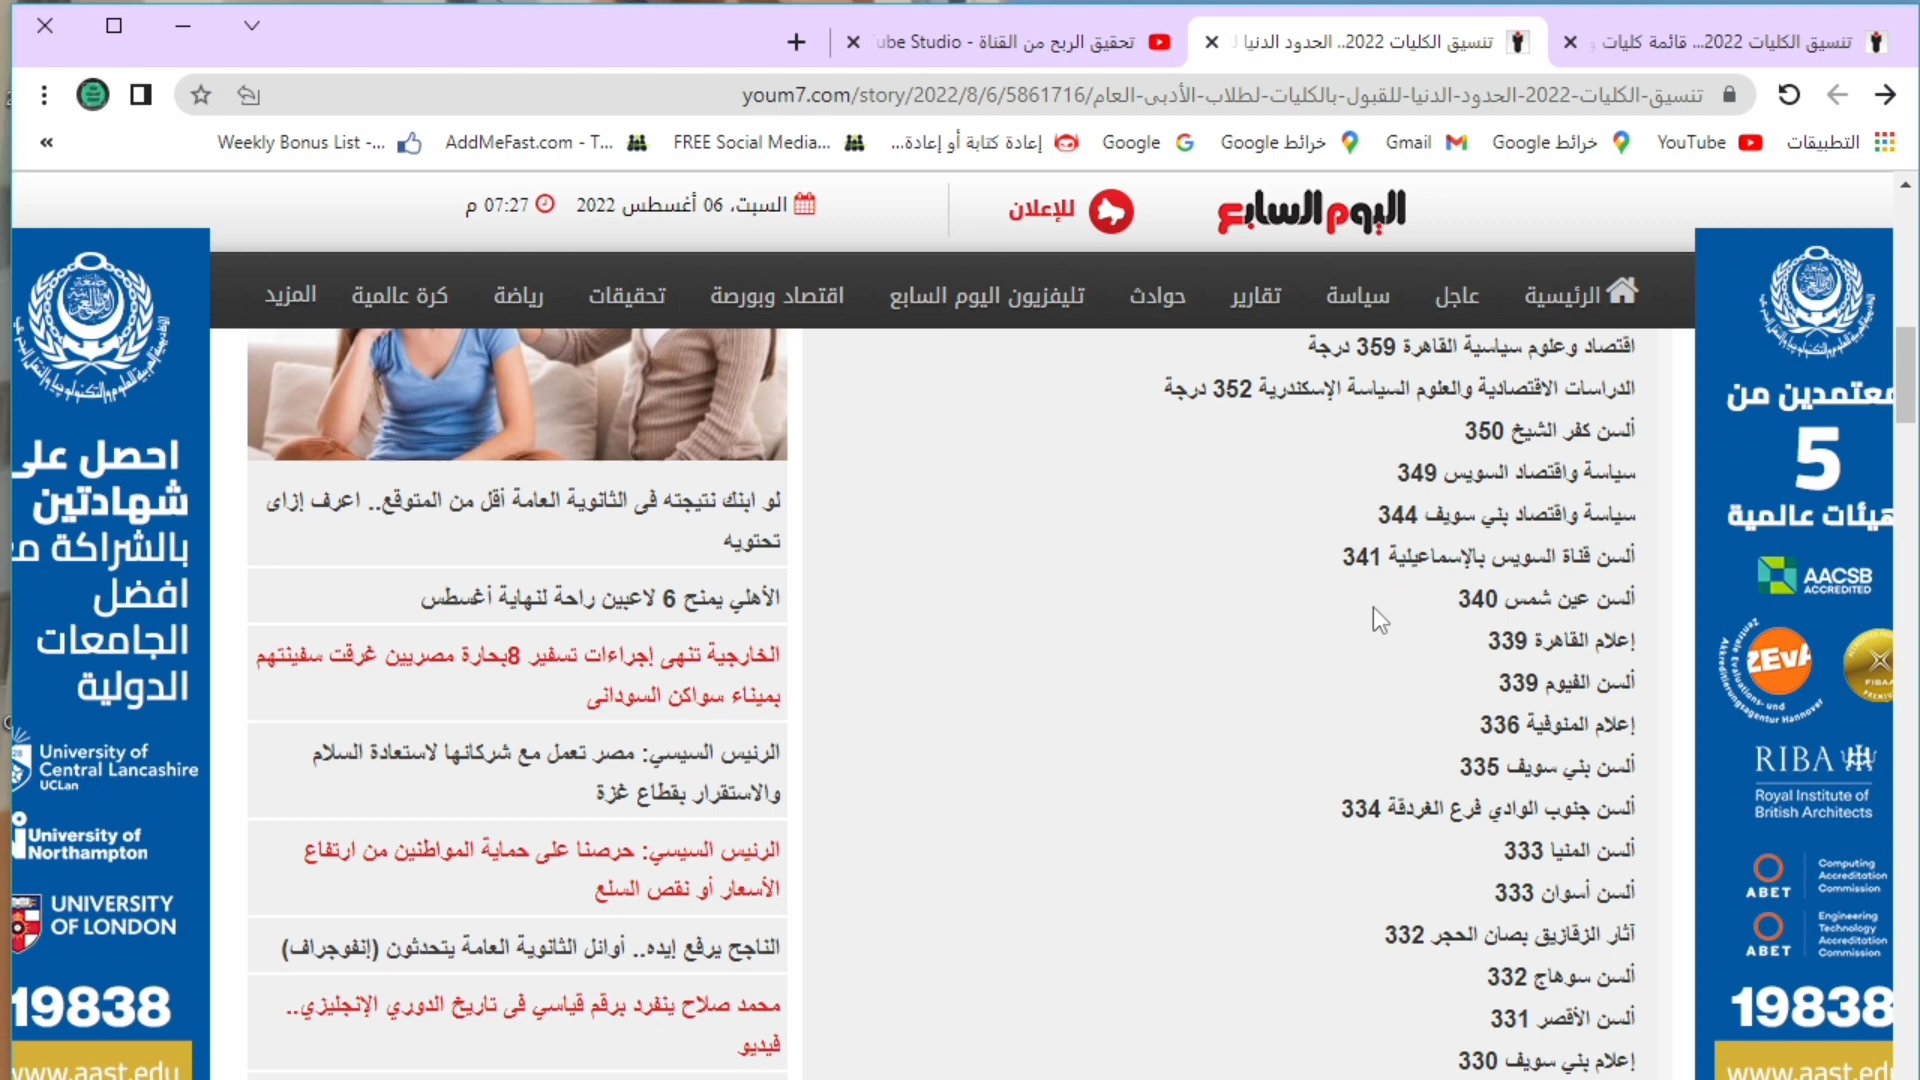 تنسيق الكليات 2022... قائمة كليات و
تنسيق الكليات 2022.. الحدود الدنيا ل
تحقيق الربح من القناة - ube Studio
youm7.com/story/2022/8/6/5861716/تنسيق-الكليات-2022-الحدود-الدنيا-للقبول-بالكليات-لطلاب-الأدبى-العام
التطبيقات
YouTube
خرائط Google
Gmail
خرائط Google
Google
إعادة كتابة أو إعادة...
FREE Social Media...
AddMeFast.com - T...
Weekly Bonus List -...
اليوم السابع
للإعلان
السبت، 06 أغسطس 2022
07:27 م
الرئيسية
عاجل
سياسة
تقارير
حوادث
تليفزيون اليوم السابع
اقتصاد وبورصة
تحقيقات
رياضة
كرة عالمية
المزيد
اقتصاد وعلوم سياسية القاهرة 359 درجة
الدراسات الاقتصادية والعلوم السياسة الإسكندرية 352 درجة
ألسن كفر الشيخ 350
سياسة واقتصاد السويس 349
سياسة واقتصاد بني سويف 344
ألسن قناة السويس بالإسماعيلية 341
ألسن عين شمس 340
إعلام القاهرة 339
ألسن الفيوم 339
إعلام المنوفية 336
ألسن بني سويف 335
ألسن جنوب الوادي فرع الغردقة 334
ألسن المنيا 333
ألسن أسوان 333
آثار الزقازيق بصان الحجر 332
ألسن سوهاج 332
ألسن الأقصر 331
إعلام بني سويف 330
لو ابنك نتيجته فى الثانوية العامة أقل من المتوقع.. اعرف إزاى
تحتويه
الأهلي يمنح 6 لاعبين راحة لنهاية أغسطس
الخارجية تنهى إجراءات تسفير 8بحارة مصريين غرقت سفينتهم
بميناء سواكن السودانى
الرئيس السيسي: مصر تعمل مع شركائها لاستعادة السلام
والاستقرار بقطاع غزة
الرئيس السيسي: حرصنا على حماية المواطنين من ارتفاع
الأسعار أو نقص السلع
الناجح يرفع إيده.. أوائل الثانوية العامة يتحدثون (إنفوجراف)
محمد صلاح ينفرد برقم قياسي فى تاريخ الدوري الإنجليزي..
فيديو
معتمدين من
5
هيئات عالمية
AACSB
ACCREDITED
Zentrale Evaluations- und
Akkreditierungsagentur Hannover
ZEvA
FIBAA
RIBA
Royal Institute of
British Architects
ABET
Computing
Accreditation
Commission
ABET
Engineering
Technology
Accreditation
Commission
19838
www.aast.edu
احصل على
شهادتين
بالشراكة م
افضل
الجامعات
الدولية
University of
Central Lancashire
UCLan
University of
Northampton
UNIVERSITY
OF LONDON
19838
www.aast.edu